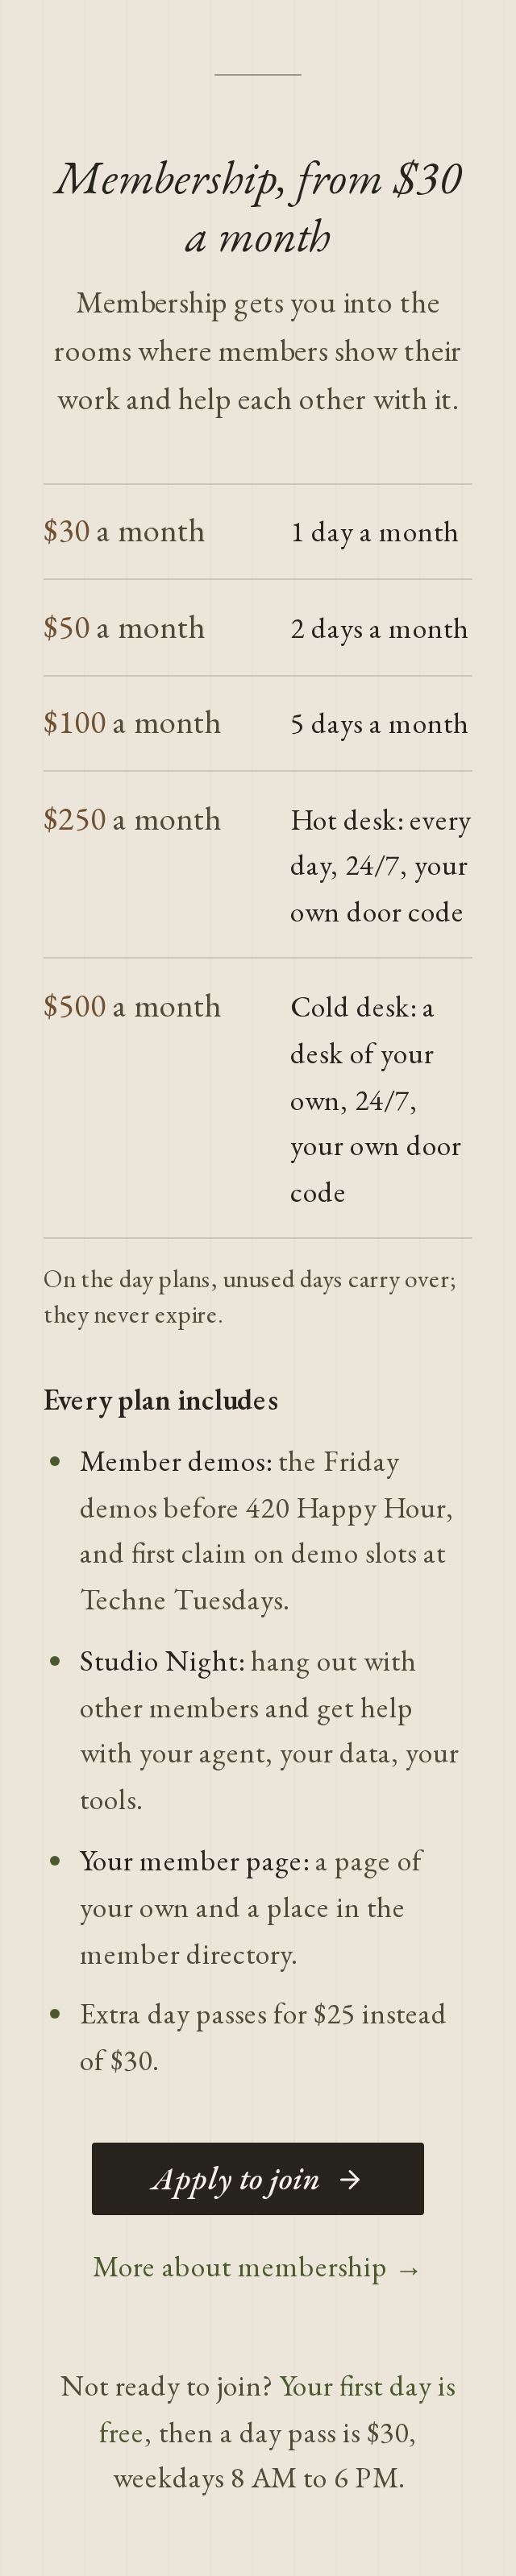 Membership, from $30
a month
Membership gets you into the
rooms where members show their
work and help each other with it.
$30 a month 1 day a month
$50 a month 2 days a month
$100 a month 5 days a month
$250 a month Hot desk: every
day, 24/7, your
own door code
$500 a month Cold desk: a
desk of your
own, 24/7,
your own door
code
On the day plans, unused days carry over;
they never expire.
Every plan includes
• Member demos: the Friday
demos before 420 Happy Hour,
and first claim on demo slots at
Techne Tuesdays.
• Studio Night: hang out with
other members and get help
with your agent, your data, your
tools.
• Your member page: a page of
your own and a place in the
member directory.
• Extra day passes for $25 instead
of $30.
Apply to join →
More about membership →
Not ready to join? Your first day is
free, then a day pass is $30,
weekdays 8 AM to 6 PM.